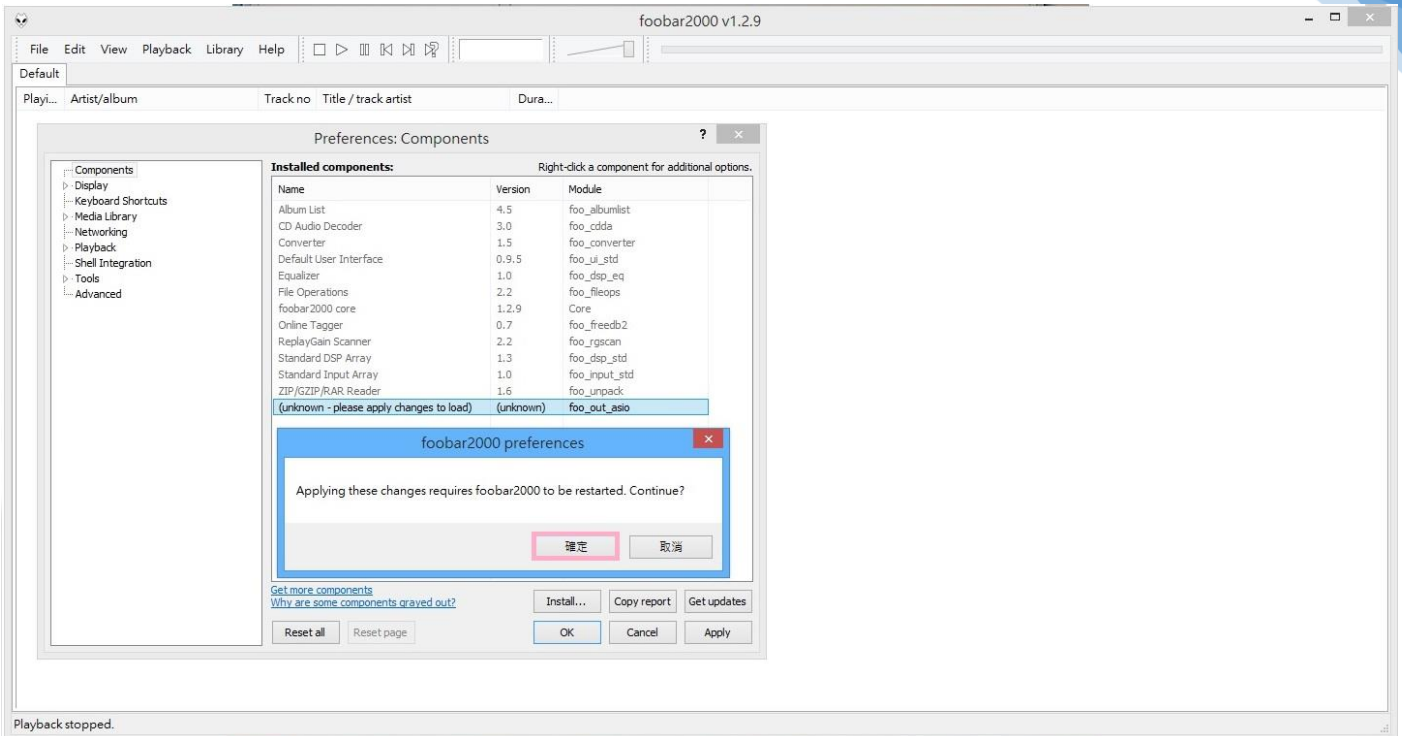 foobar2000 v1.2.9
File Edit View Playback Library Help
Default
Playi... Artist/album Track no Title / track artist Dura...
Preferences: Components
Components
Display
Keyboard Shortcuts
Media Library
Networking
Playback
Shell Integration
Tools
Advanced
Installed components: Right-click a component for additional options.
Name Version Module
Album List 4.5 foo_albumlist
CD Audio Decoder 3.0 foo_cdda
Converter 1.5 foo_converter
Default User Interface 0.9.5 foo_ui_std
Equalizer 1.0 foo_dsp_eq
File Operations 2.2 foo_fileops
foobar2000 core 1.2.9 Core
Online Tagger 0.7 foo_freedb2
ReplayGain Scanner 2.2 foo_rgscan
Standard DSP Array 1.3 foo_dsp_std
Standard Input Array 1.0 foo_input_std
ZIP/GZIP/RAR Reader 1.6 foo_unpack
(unknown - please apply changes to load) (unknown) foo_out_asio
foobar2000 preferences
Applying these changes requires foobar2000 to be restarted. Continue?
確定 取消
Get more components
Why are some components grayed out?
Install... Copy report Get updates
Reset all Reset page OK Cancel Apply
Playback stopped.